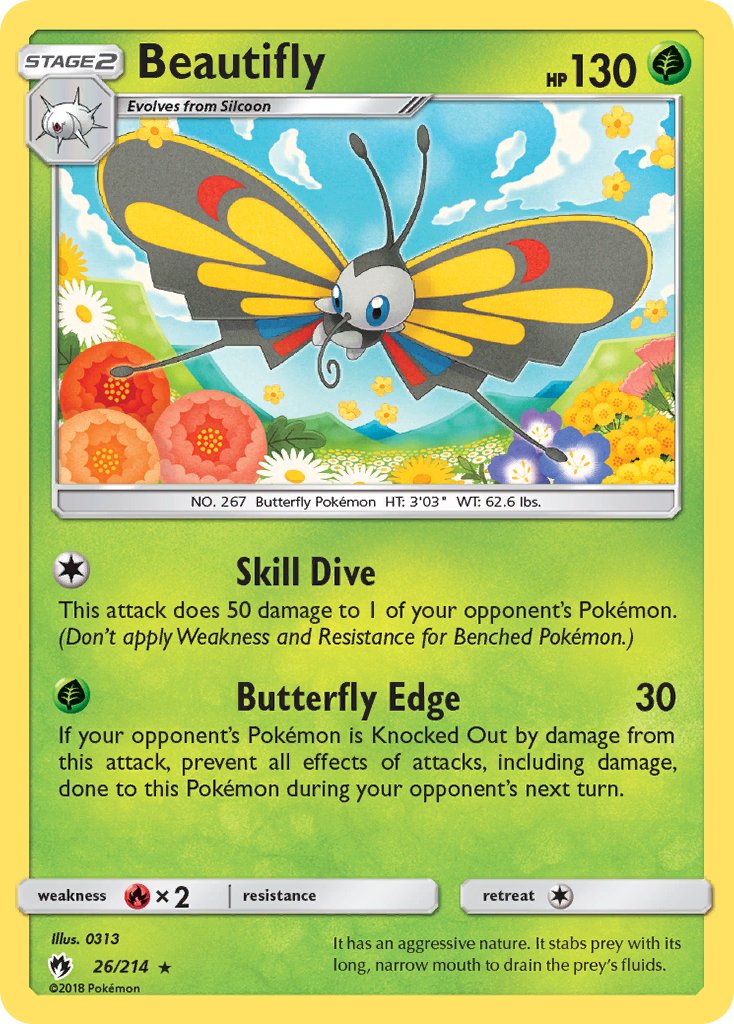 STAGE2
Beautifly
HP130
Evolves from Silcoon
NO. 267 Butterfly Pokémon HT: 3'03" WT: 62.6 lbs.
Skill Dive
This attack does 50 damage to 1 of your opponent's Pokémon.
(Don't apply Weakness and Resistance for Benched Pokémon.)
Butterfly Edge 30
If your opponent's Pokémon is Knocked Out by damage from
this attack, prevent all effects of attacks, including damage,
done to this Pokémon during your opponent's next turn.
weakness ×2 resistance retreat
Illus. 0313
26/214 ★
©2018 Pokémon
It has an aggressive nature. It stabs prey with its
long, narrow mouth to drain the prey's fluids.